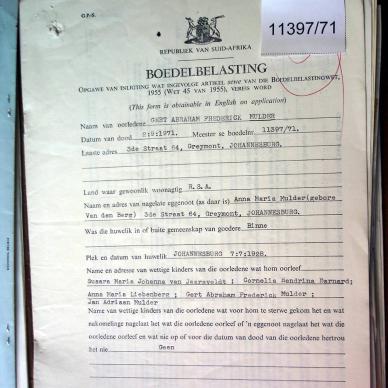 G.P.-S.
11397/71
REPUBLIEK VAN SUID-AFRIKA
BOEDELBELASTING
OPGAWE VAN INLIGTING WAT INGEVOLGE ARTIKEL sewe VAN DIE BOEDELBELASTINGWET,
1955 (WET 45 VAN 1955), VEREIS WORD
(This form is obtainable in English on application)
Naam van oorledene GERT ABRAHAM FREDERICK MULDER
Datum van dood 2:9:1971. Meester se boedelnr. 11397/71.
Laaste adres 3de Straat 64, Greymont, JOHANNESBURG.
Land waar gewoonlik woonagtig R.S.A.
Naam en adres van nagelate eggenoot (as daar is) Anna Maria Mulder(gebore
Van den Berg) 3de Straat 64, Greymont, JOHANNESBURG.
Was die huwelik in of buite gemeenskap van goedere Binne
Plek en datum van huwelik JOHANNESBURG 7:7:1928.
Name en adresse van wettige kinders van die oorledene wat hom oorleef
Susara Maria Johanna van Jaarsveldt ; Cornelia Hendrina Barnard;
Anna Maria Liebenberg ; Gert Abraham Frederick Mulder ;
Jan Adriaan Mulder
Name van wettige kinders van die oorledene wat voor hom te sterwe gekom het en wat
nakomelinge nagelaat het wat die oorledene oorleef of 'n eggenoot nagelaat het wat die
oorledene oorleef en wat nie op of voor die datum van dood van die oorledene hertrou
het nie Geen